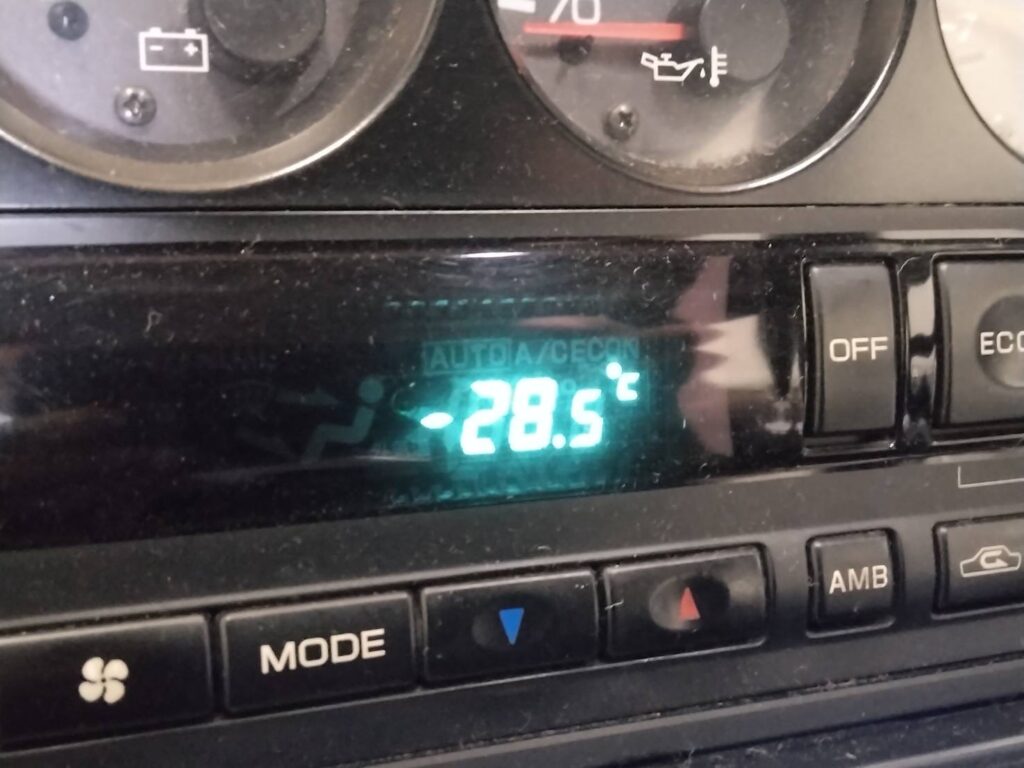 70
AUTO A/C ECON
-28.5°C
OFF
ECO
MODE
AMB